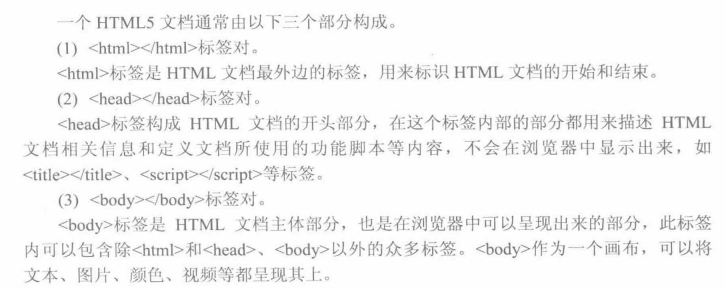 一个 HTML5 文档通常由以下三个部分构成。
(1) <html></html>标签对。
<html>标签是 HTML 文档最外边的标签，用来标识 HTML 文档的开始和结束。
(2) <head></head>标签对。
<head>标签构成 HTML 文档的开头部分，在这个标签内部的部分都用来描述 HTML
文档相关信息和定义文档所使用的功能脚本等内容，不会在浏览器中显示出来，如
<title></title>、<script></script>等标签。
(3) <body></body>标签对。
<body>标签是 HTML 文档主体部分，也是在浏览器中可以呈现出来的部分，此标签
内可以包含除<html>和<head>、<body>以外的众多标签。<body>作为一个画布，可以将
文本、图片、颜色、视频等都呈现其上。